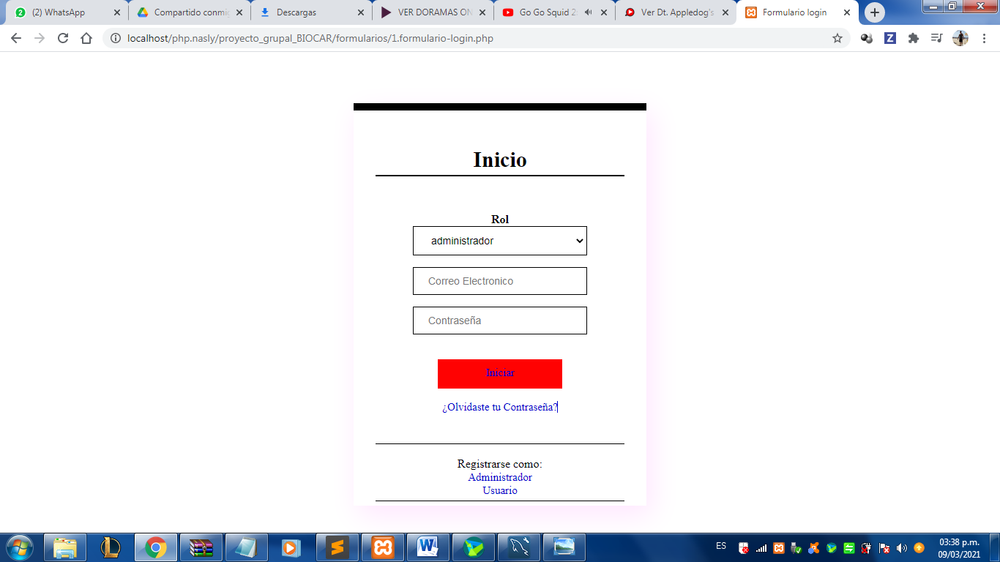 (2) WhatsApp
Compartido conmig
Descargas
VER DORAMAS ON
Go Go Squid 2:
Ver Dt. Appledog's
Formulario login
localhost/php.nasly/proyecto_grupal_BIOCAR/formularios/1.formulario-login.php
Inicio
Rol
administrador
Correo Electronico
Contraseña
Iniciar
¿Olvidaste tu Contraseña?
Registrarse como:
Administrador
Usuario
ES
03:38 p.m.
09/03/2021